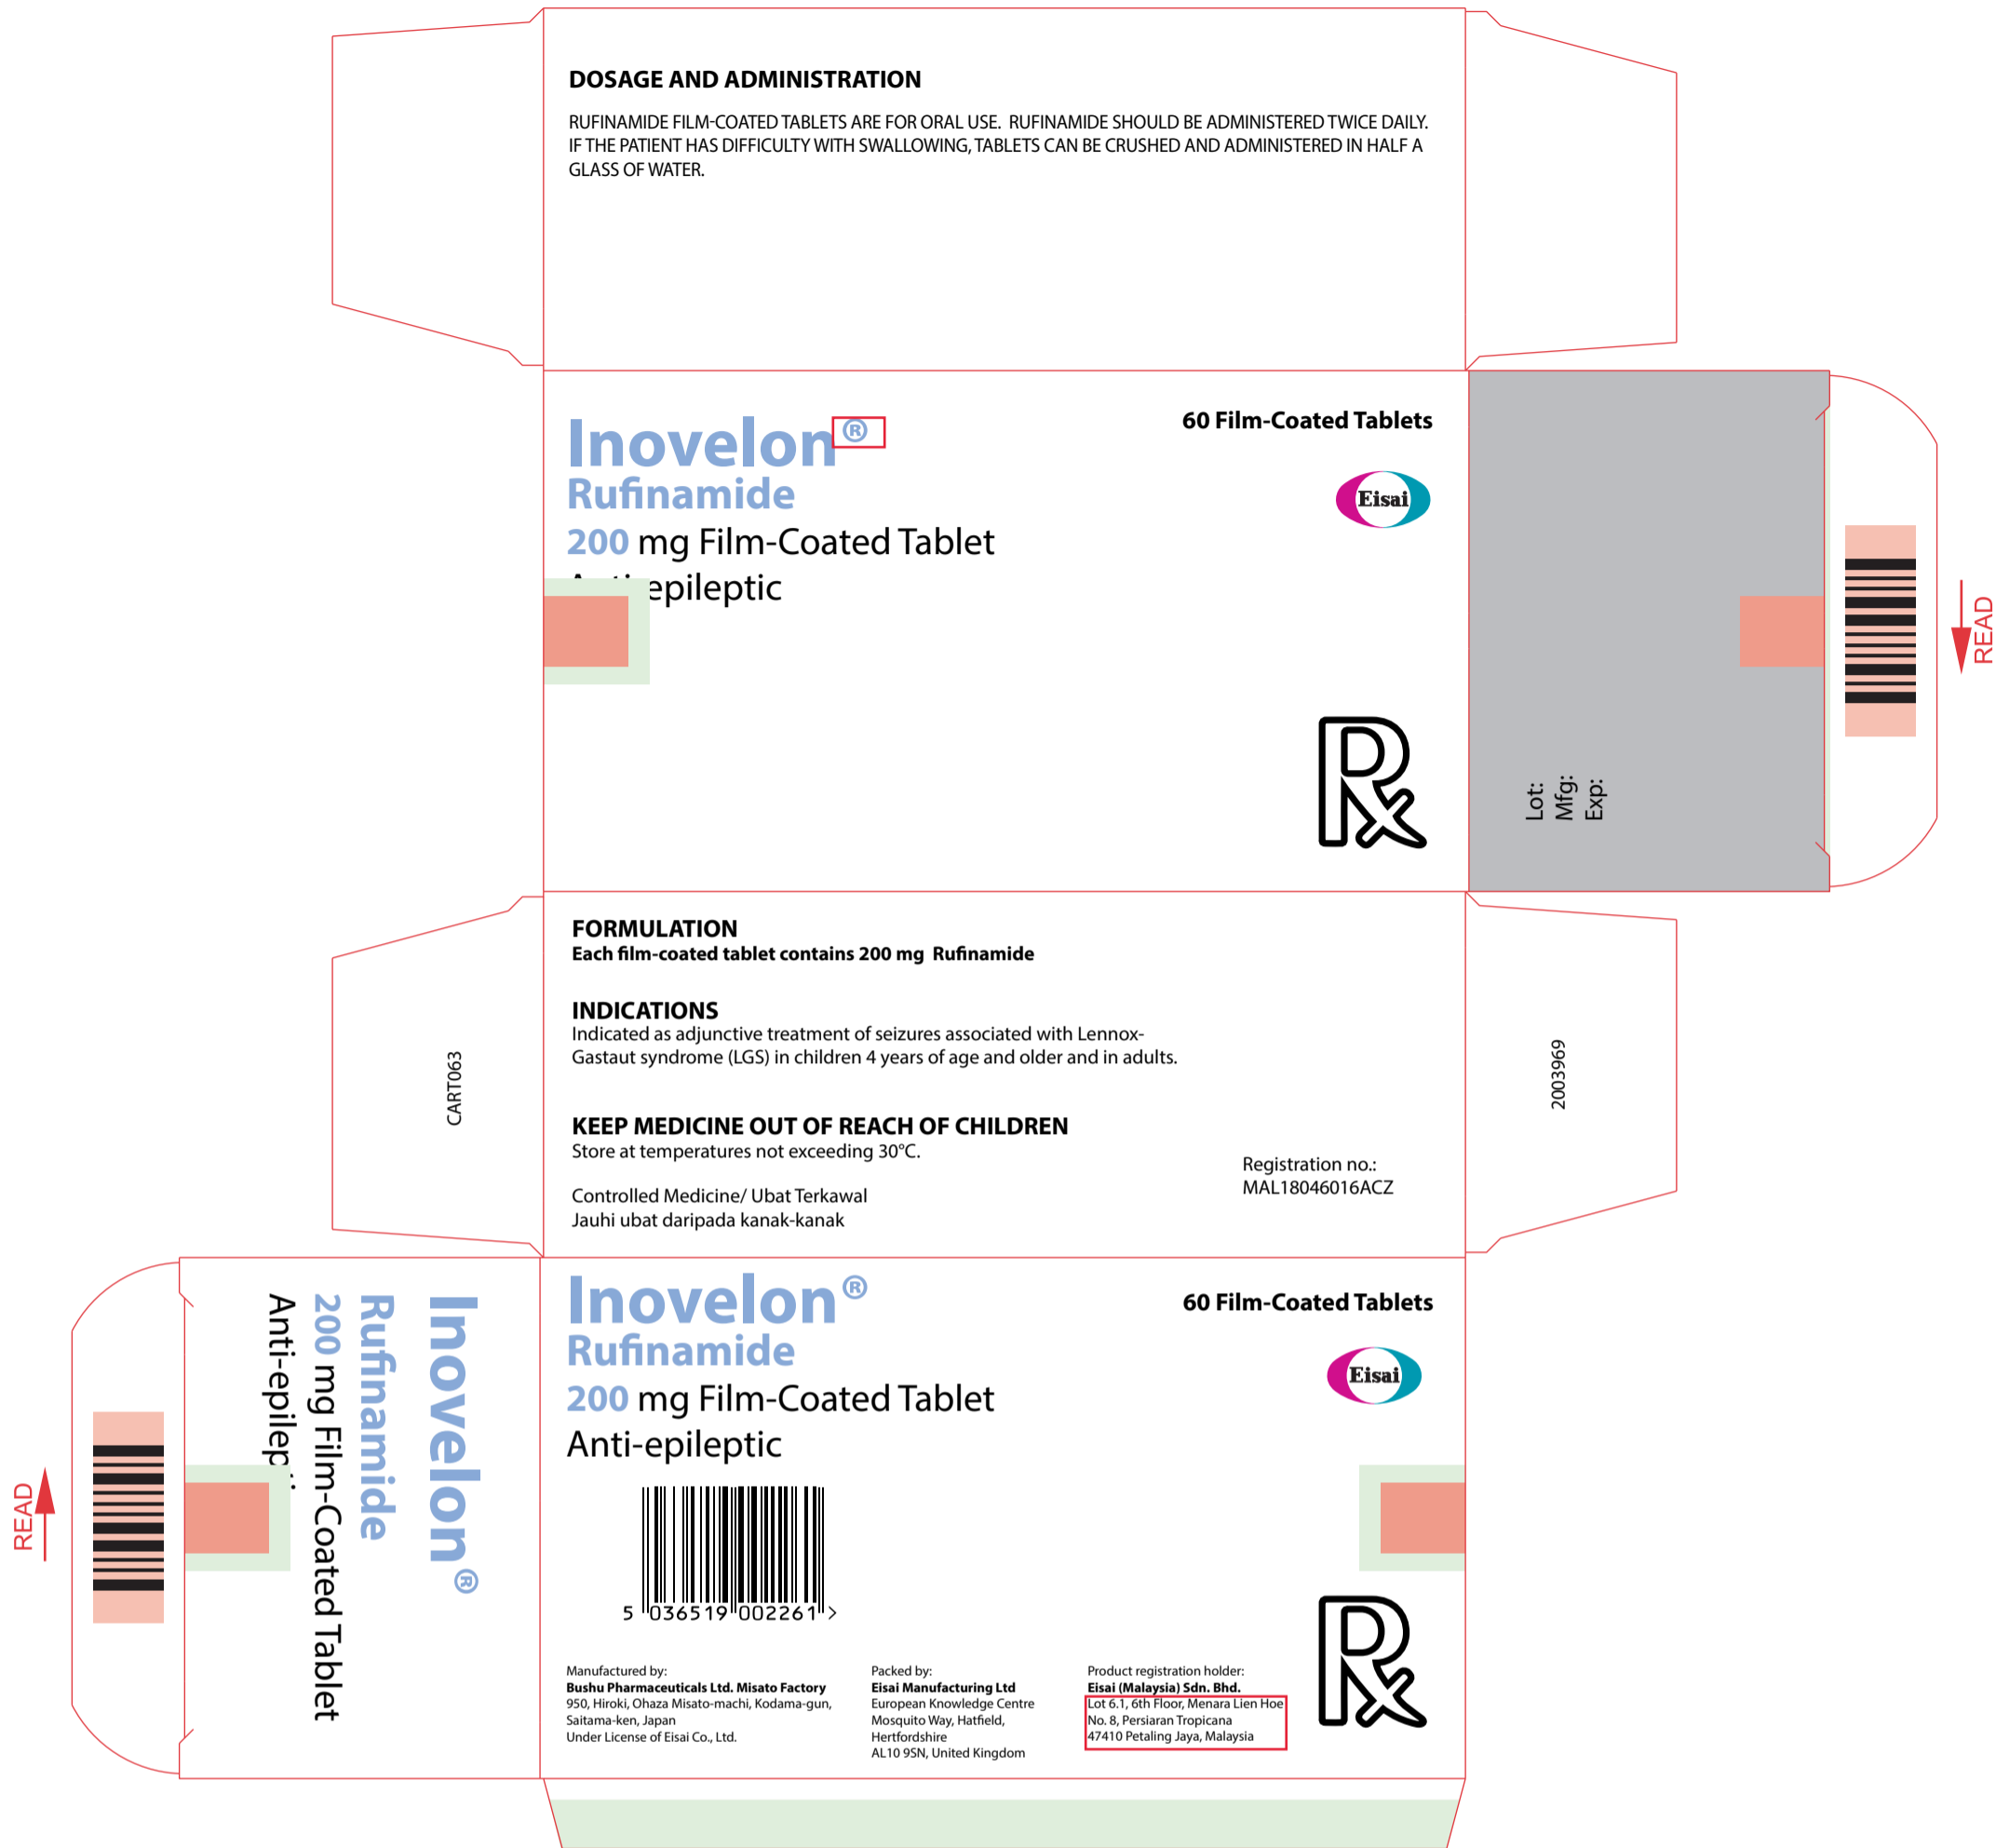 DOSAGE AND ADMINISTRATION
RUFINAMIDE FILM-COATED TABLETS ARE FOR ORAL USE. RUFINAMIDE SHOULD BE ADMINISTERED TWICE DAILY.
IF THE PATIENT HAS DIFFICULTY WITH SWALLOWING, TABLETS CAN BE CRUSHED AND ADMINISTERED IN HALF A
GLASS OF WATER.
Inovelon®
Rufinamide
200 mg Film-Coated Tablet
Anti-epileptic
60 Film-Coated Tablets
Eisai
Rx
Lot:
Mfg:
Exp:
READ
FORMULATION
Each film-coated tablet contains 200 mg Rufinamide
INDICATIONS
Indicated as adjunctive treatment of seizures associated with Lennox-
Gastaut syndrome (LGS) in children 4 years of age and older and in adults.
KEEP MEDICINE OUT OF REACH OF CHILDREN
Store at temperatures not exceeding 30°C.
Controlled Medicine/ Ubat Terkawal
Jauhi ubat daripada kanak-kanak
Registration no.:
MAL18046016ACZ
CART063
2003969
Inovelon®
Rufinamide
200 mg Film-Coated Tablet
Anti-epilepti
READ
Inovelon®
Rufinamide
200 mg Film-Coated Tablet
Anti-epileptic
60 Film-Coated Tablets
Eisai
5 036519 002261 >
Rx
Manufactured by:
Bushu Pharmaceuticals Ltd. Misato Factory
950, Hiroki, Ohaza Misato-machi, Kodama-gun,
Saitama-ken, Japan
Under License of Eisai Co., Ltd.
Packed by:
Eisai Manufacturing Ltd
European Knowledge Centre
Mosquito Way, Hatfield,
Hertfordshire
AL10 9SN, United Kingdom
Product registration holder:
Eisai (Malaysia) Sdn. Bhd.
Lot 6.1, 6th Floor, Menara Lien Hoe
No. 8, Persiaran Tropicana
47410 Petaling Jaya, Malaysia